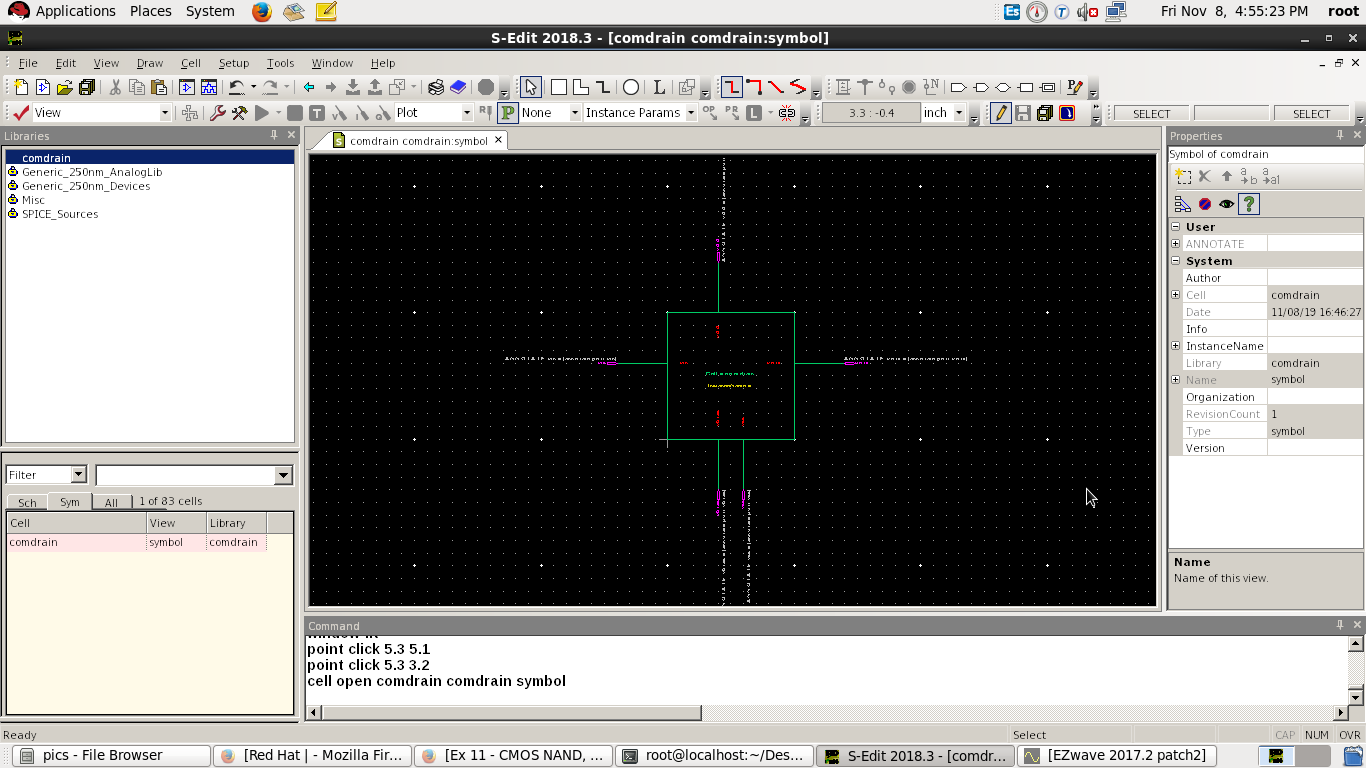 Applications Places System Fri Nov 8, 4:55:23 PM root
S-Edit 2018.3 - [comdrain comdrain:symbol]
File Edit View Draw Cell Setup Tools Window Help
View Plot None Instance Params 3.3 : -0.4 inch SELECT SELECT
Libraries
comdrain
Generic_250nm_AnalogLib
Generic_250nm_Devices
Misc
SPICE_Sources
Filter
Sch Sym All 1 of 83 cells
Cell View Library
comdrain symbol comdrain
comdrain comdrain:symbol
Properties
Symbol of comdrain
User
ANNOTATE
System
Author
Cell comdrain
Date 11/08/19 16:46:27
Info
InstanceName
Library comdrain
Name symbol
Organization
RevisionCount 1
Type symbol
Version
Name
Name of this view.
Command
point click 5.3 5.1
point click 5.3 3.2
cell open comdrain comdrain symbol
Ready Select CAP NUM OVR
pics - File Browser [Red Hat | - Mozilla Fir... [Ex 11 - CMOS NAND, ... root@localhost:~/Des... S-Edit 2018.3 - [comdr... [EZwave 2017.2 patch2]